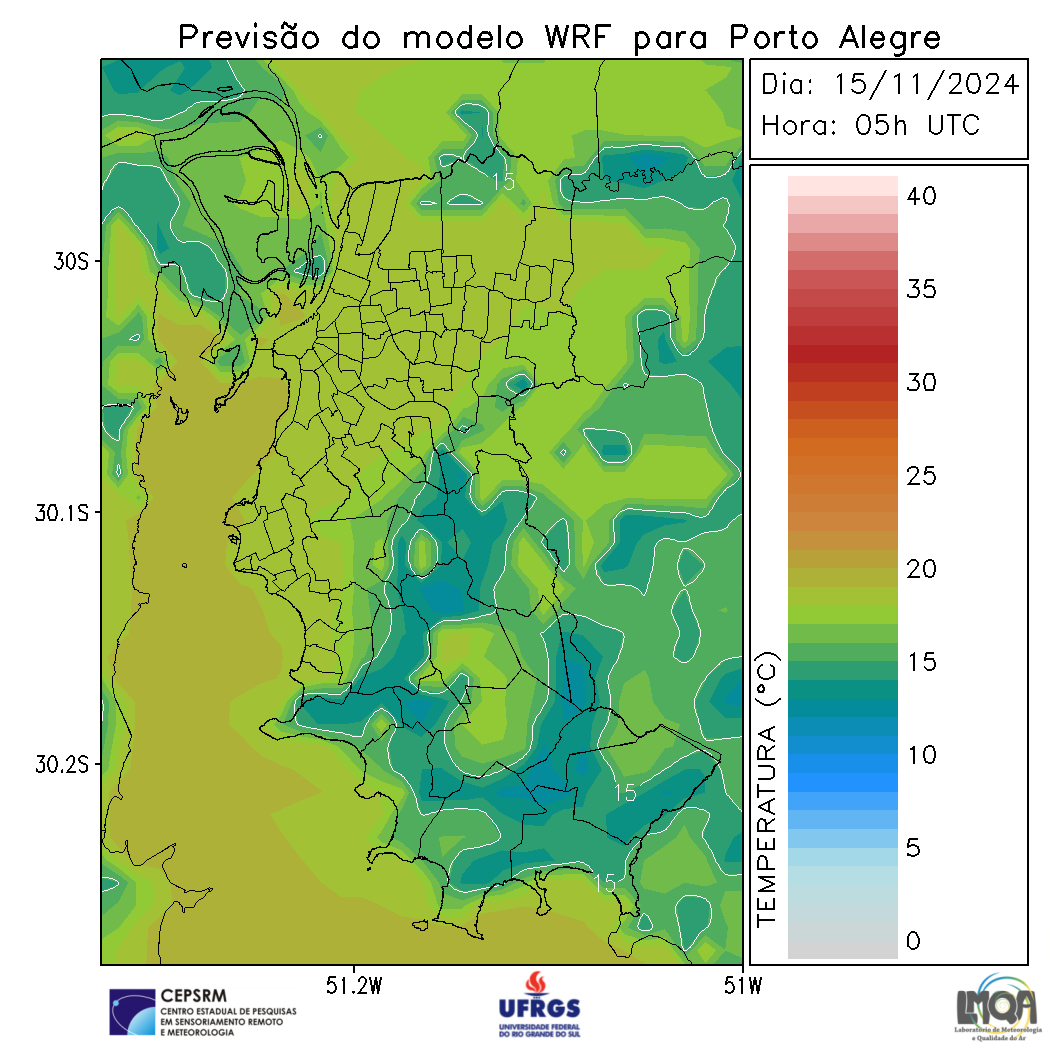 Previsão do modelo WRF para Porto Alegre
Dia: 15/11/2024
Hora: 05h UTC
40
35
30
25
20
15
10
5
0
TEMPERATURA (°C)
30S
30.1S
30.2S
51.2W
51W
15
15
15
CEPSRM
CENTRO ESTADUAL DE PESQUISAS
EM SENSORIAMENTO REMOTO
E METEOROLOGIA
UFRGS
UNIVERSIDADE FEDERAL
DO RIO GRANDE DO SUL
LMQA
Laboratório de Meteorologia
e Qualidade do Ar